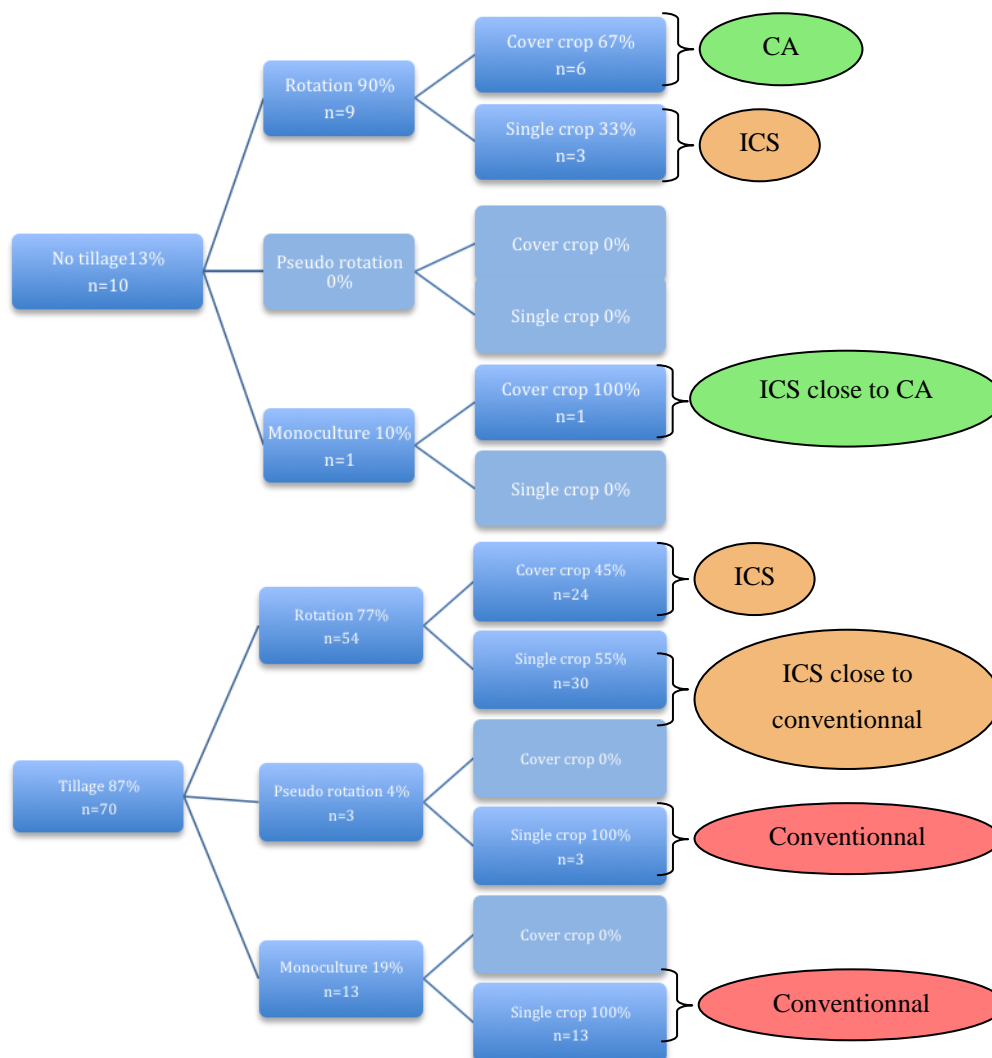 Cover crop 67%
n=6
CA
Rotation 90%
n=9
Single crop 33%
n=3
ICS
No tillage13%
n=10
Pseudo rotation
0%
Cover crop 0%
Single crop 0%
Monoculture 10%
n=1
Cover crop 100%
n=1
ICS close to CA
Single crop 0%
Tillage 87%
n=70
Rotation 77%
n=54
Cover crop 45%
n=24
ICS
Single crop 55%
n=30
ICS close to
conventionnal
Pseudo rotation 4%
n=3
Cover crop 0%
Single crop 100%
n=3
Conventionnal
Monoculture 19%
n=13
Cover crop 0%
Single crop 100%
n=13
Conventionnal